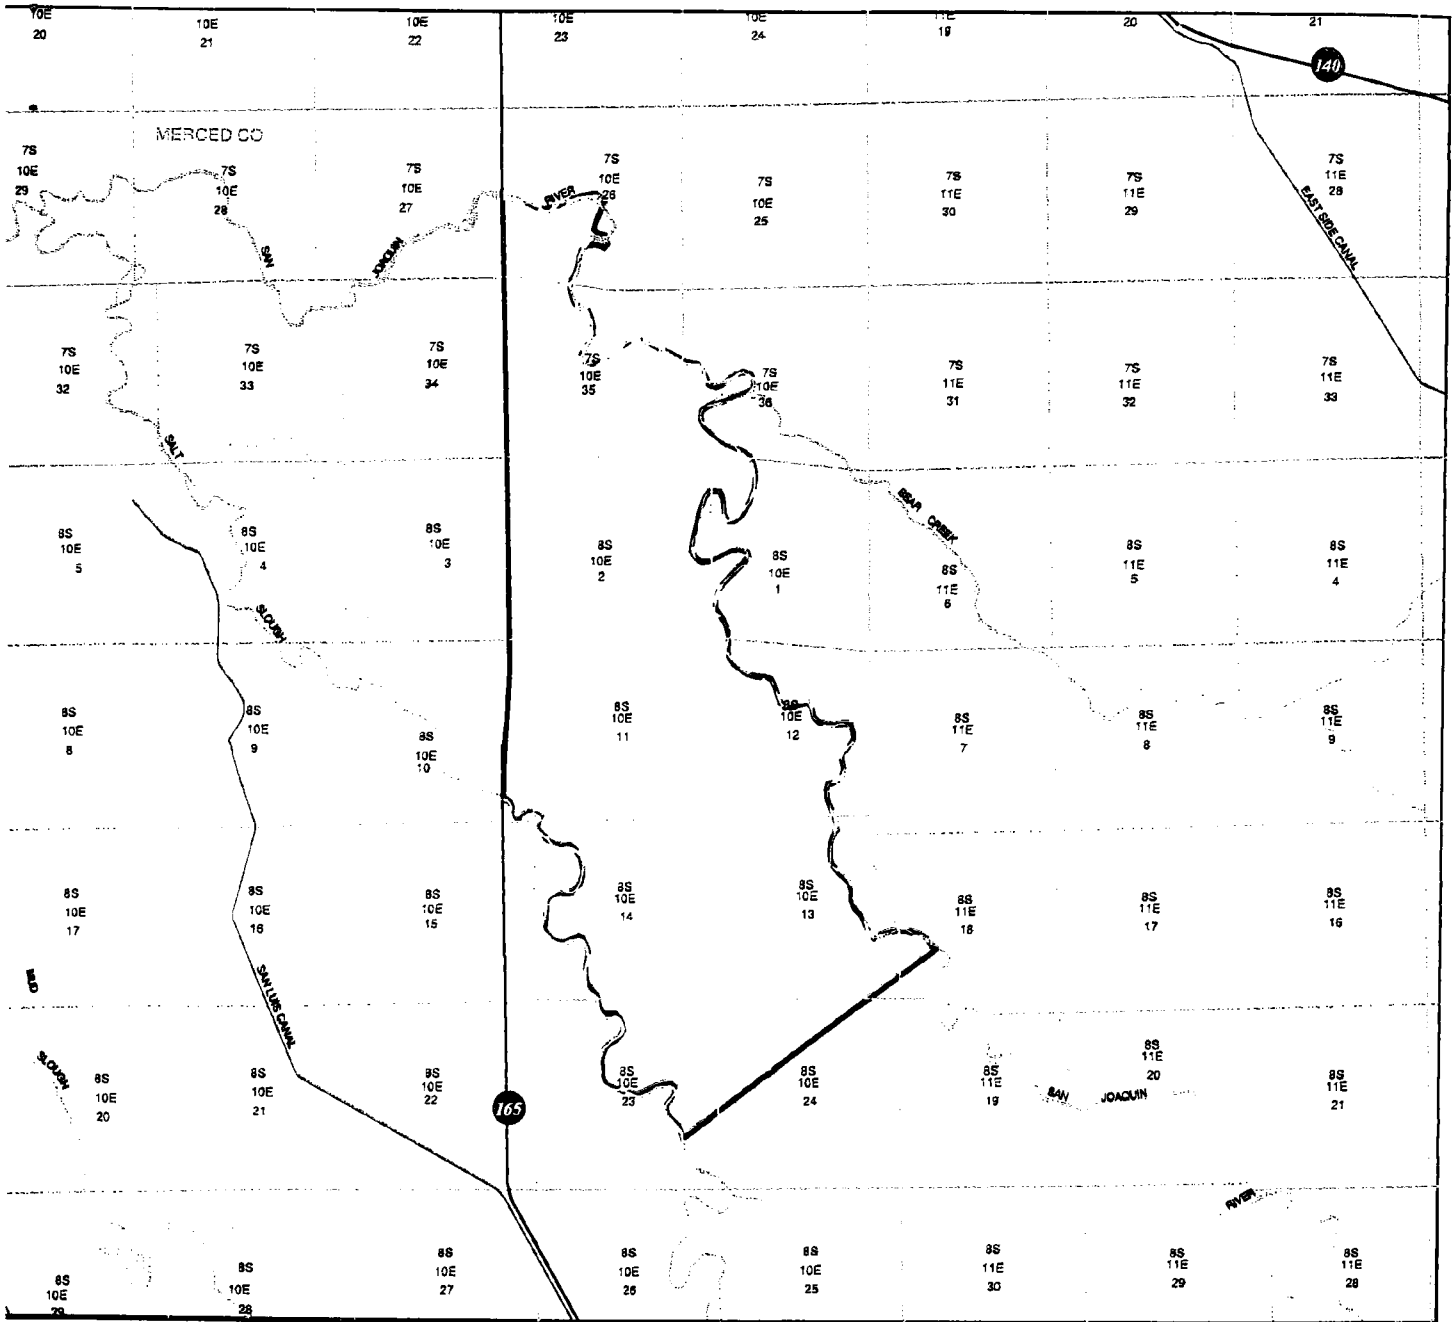 10E
20
10E
21
10E
22
10E
23
10E
24
11E
19
20
21
140
MERCED CO
7S
10E
29
7S
10E
28
7S
10E
27
RIVER
7S
10E
26
7S
10E
25
7S
11E
30
7S
11E
29
7S
11E
28
EAST SIDE CANAL
SAN
JOAQUIN
7S
10E
32
7S
10E
33
7S
10E
34
7S
10E
35
7S
10E
36
7S
11E
31
7S
11E
32
7S
11E
33
SALT
BEAR CREEK
8S
10E
5
8S
10E
4
8S
10E
3
8S
10E
2
8S
10E
1
8S
11E
6
8S
11E
5
8S
11E
4
SLOUGH
8S
10E
8
8S
10E
9
8S
10E
10
8S
10E
11
8S
10E
12
8S
11E
7
8S
11E
8
8S
11E
9
8S
10E
17
8S
10E
16
8S
10E
15
8S
10E
14
8S
10E
13
8S
11E
18
8S
11E
17
8S
11E
16
MUD
SAN LUIS CANAL
SLOUGH
8S
10E
20
8S
10E
21
8S
10E
22
165
8S
10E
23
8S
10E
24
8S
11E
19
8S
11E
20
8S
11E
21
SAN JOAQUIN
RIVER
8S
10E
29
8S
10E
28
8S
10E
27
8S
10E
26
8S
10E
25
8S
11E
30
8S
11E
29
8S
11E
28